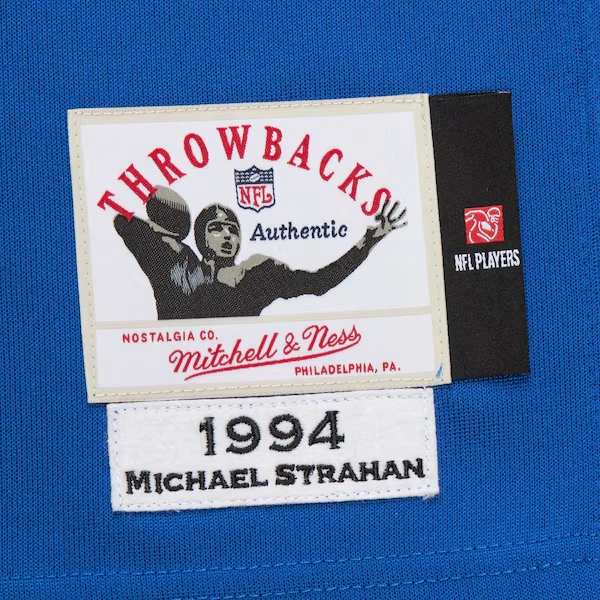 THROWBACKS
NFL
Authentic
NFL PLAYERS
NOSTALGIA CO.
Mitchell & Ness
PHILADELPHIA, PA.
1994
MICHAEL STRAHAN